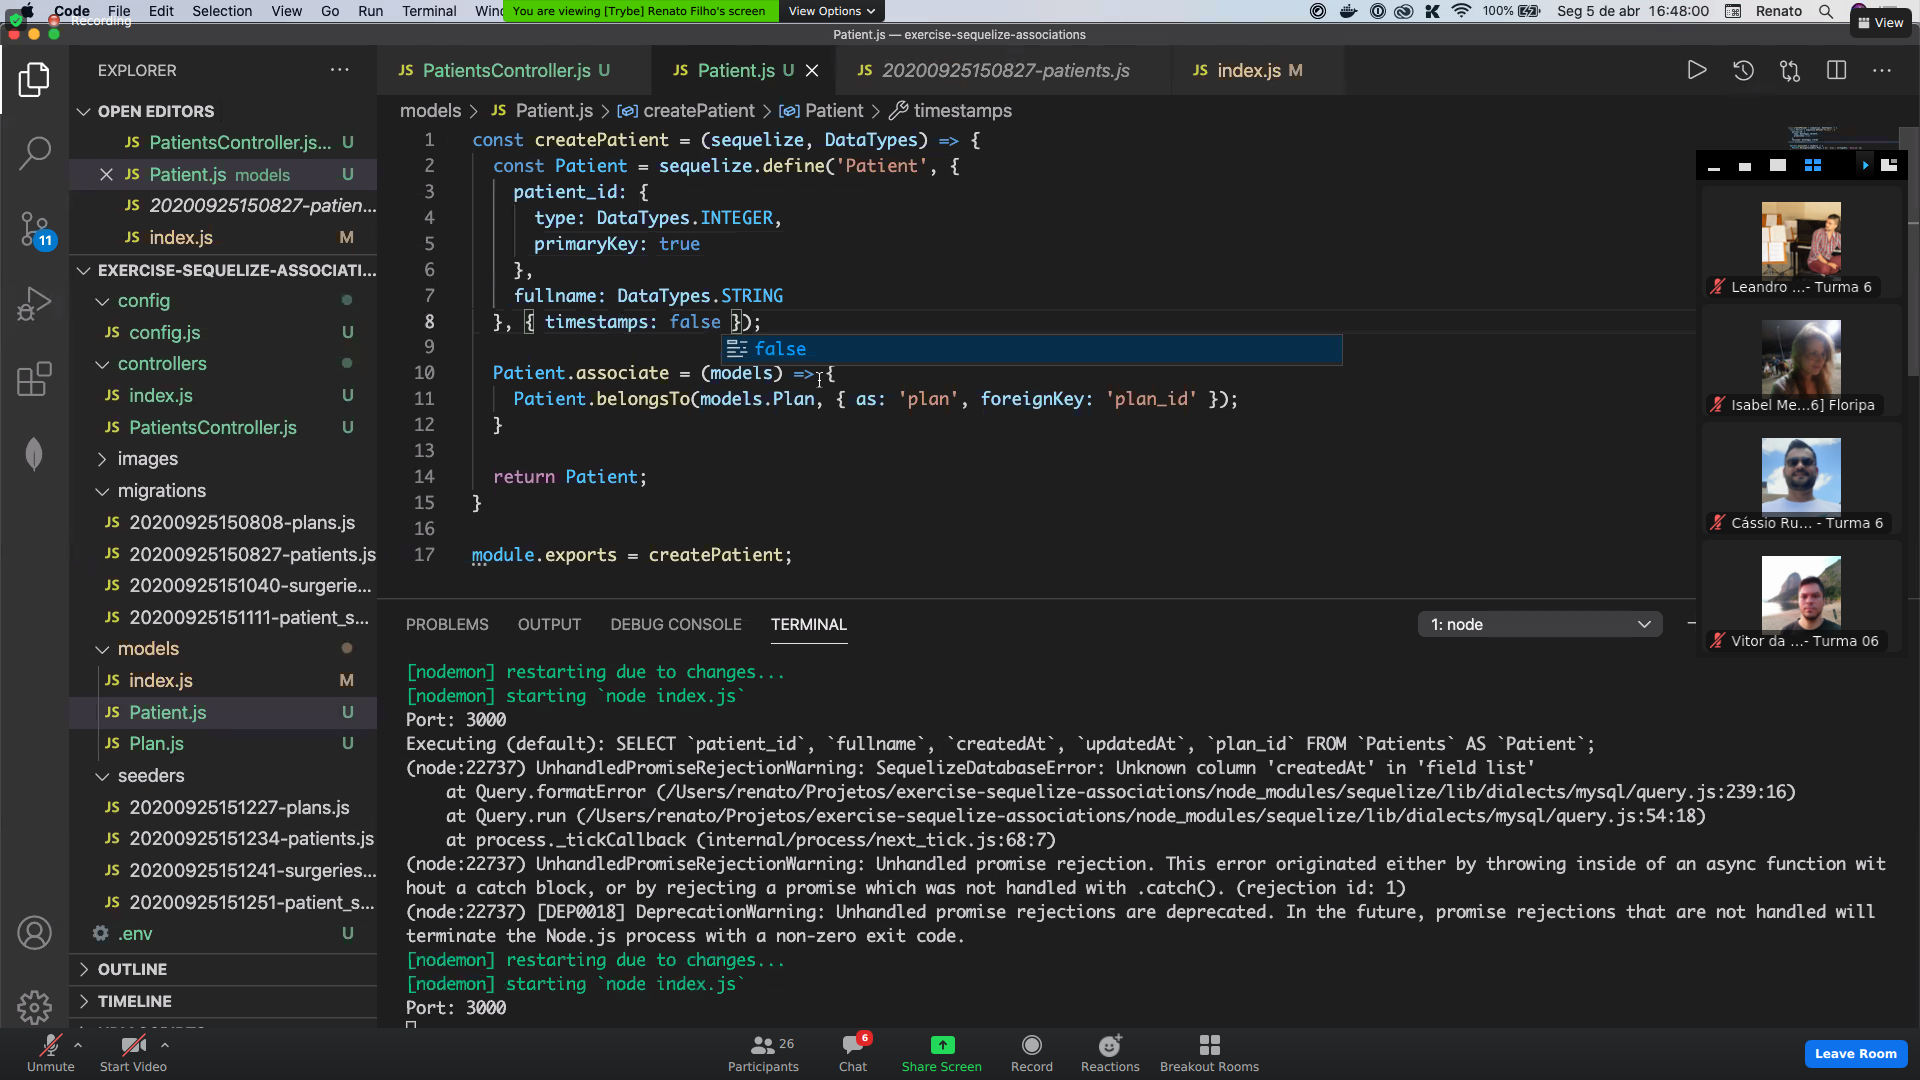 Code File Edit Selection View Go Run Terminal Wind
You are viewing [Trybe] Renato Filho's screen
View Options
100%
Seg 5 de abr 16:48:00
Renato
Recording
Patient.js — exercise-sequelize-associations
View
EXPLORER
OPEN EDITORS
JS PatientsController.js... U
JS Patient.js models U
JS 20200925150827-patien...
JS index.js M
EXERCISE-SEQUELIZE-ASSOCIATI...
config
JS config.js U
controllers
JS index.js U
JS PatientsController.js U
images
migrations
JS 20200925150808-plans.js
JS 20200925150827-patients.js
JS 20200925151040-surgerie...
JS 20200925151111-patient_s...
models
JS index.js M
JS Patient.js U
JS Plan.js U
seeders
JS 20200925151227-plans.js
JS 20200925151234-patients.js
JS 20200925151241-surgeries...
JS 20200925151251-patient_s...
.env U
OUTLINE
TIMELINE
11
JS PatientsController.js U
JS Patient.js U
JS 20200925150827-patients.js
JS index.js M
models > JS Patient.js > createPatient > Patient > timestamps
1 const createPatient = (sequelize, DataTypes) => {
2 const Patient = sequelize.define('Patient', {
3 patient_id: {
4 type: DataTypes.INTEGER,
5 primaryKey: true
6 },
7 fullname: DataTypes.STRING
8 }, { timestamps: false });
false
9
10 Patient.associate = (models) => {
11 Patient.belongsTo(models.Plan, { as: 'plan', foreignKey: 'plan_id' });
12 }
13
14 return Patient;
15 }
16
17 module.exports = createPatient;
PROBLEMS OUTPUT DEBUG CONSOLE TERMINAL
1: node
[nodemon] restarting due to changes...
[nodemon] starting `node index.js`
Port: 3000
Executing (default): SELECT `patient_id`, `fullname`, `createdAt`, `updatedAt`, `plan_id` FROM `Patients` AS `Patient`;
(node:22737) UnhandledPromiseRejectionWarning: SequelizeDatabaseError: Unknown column 'createdAt' in 'field list'
at Query.formatError (/Users/renato/Projetos/exercise-sequelize-associations/node_modules/sequelize/lib/dialects/mysql/query.js:239:16)
at Query.run (/Users/renato/Projetos/exercise-sequelize-associations/node_modules/sequelize/lib/dialects/mysql/query.js:54:18)
at process._tickCallback (internal/process/next_tick.js:68:7)
(node:22737) UnhandledPromiseRejectionWarning: Unhandled promise rejection. This error originated either by throwing inside of an async function wit
hout a catch block, or by rejecting a promise which was not handled with .catch(). (rejection id: 1)
(node:22737) [DEP0018] DeprecationWarning: Unhandled promise rejections are deprecated. In the future, promise rejections that are not handled will
terminate the Node.js process with a non-zero exit code.
[nodemon] restarting due to changes...
[nodemon] starting `node index.js`
Port: 3000
Leandro ...- Turma 6
Isabel Me...6] Floripa
Cássio Ru... - Turma 6
Vitor da ...- Turma 06
Unmute
Start Video
26
Participants
6
Chat
Share Screen
Record
Reactions
Breakout Rooms
Leave Room